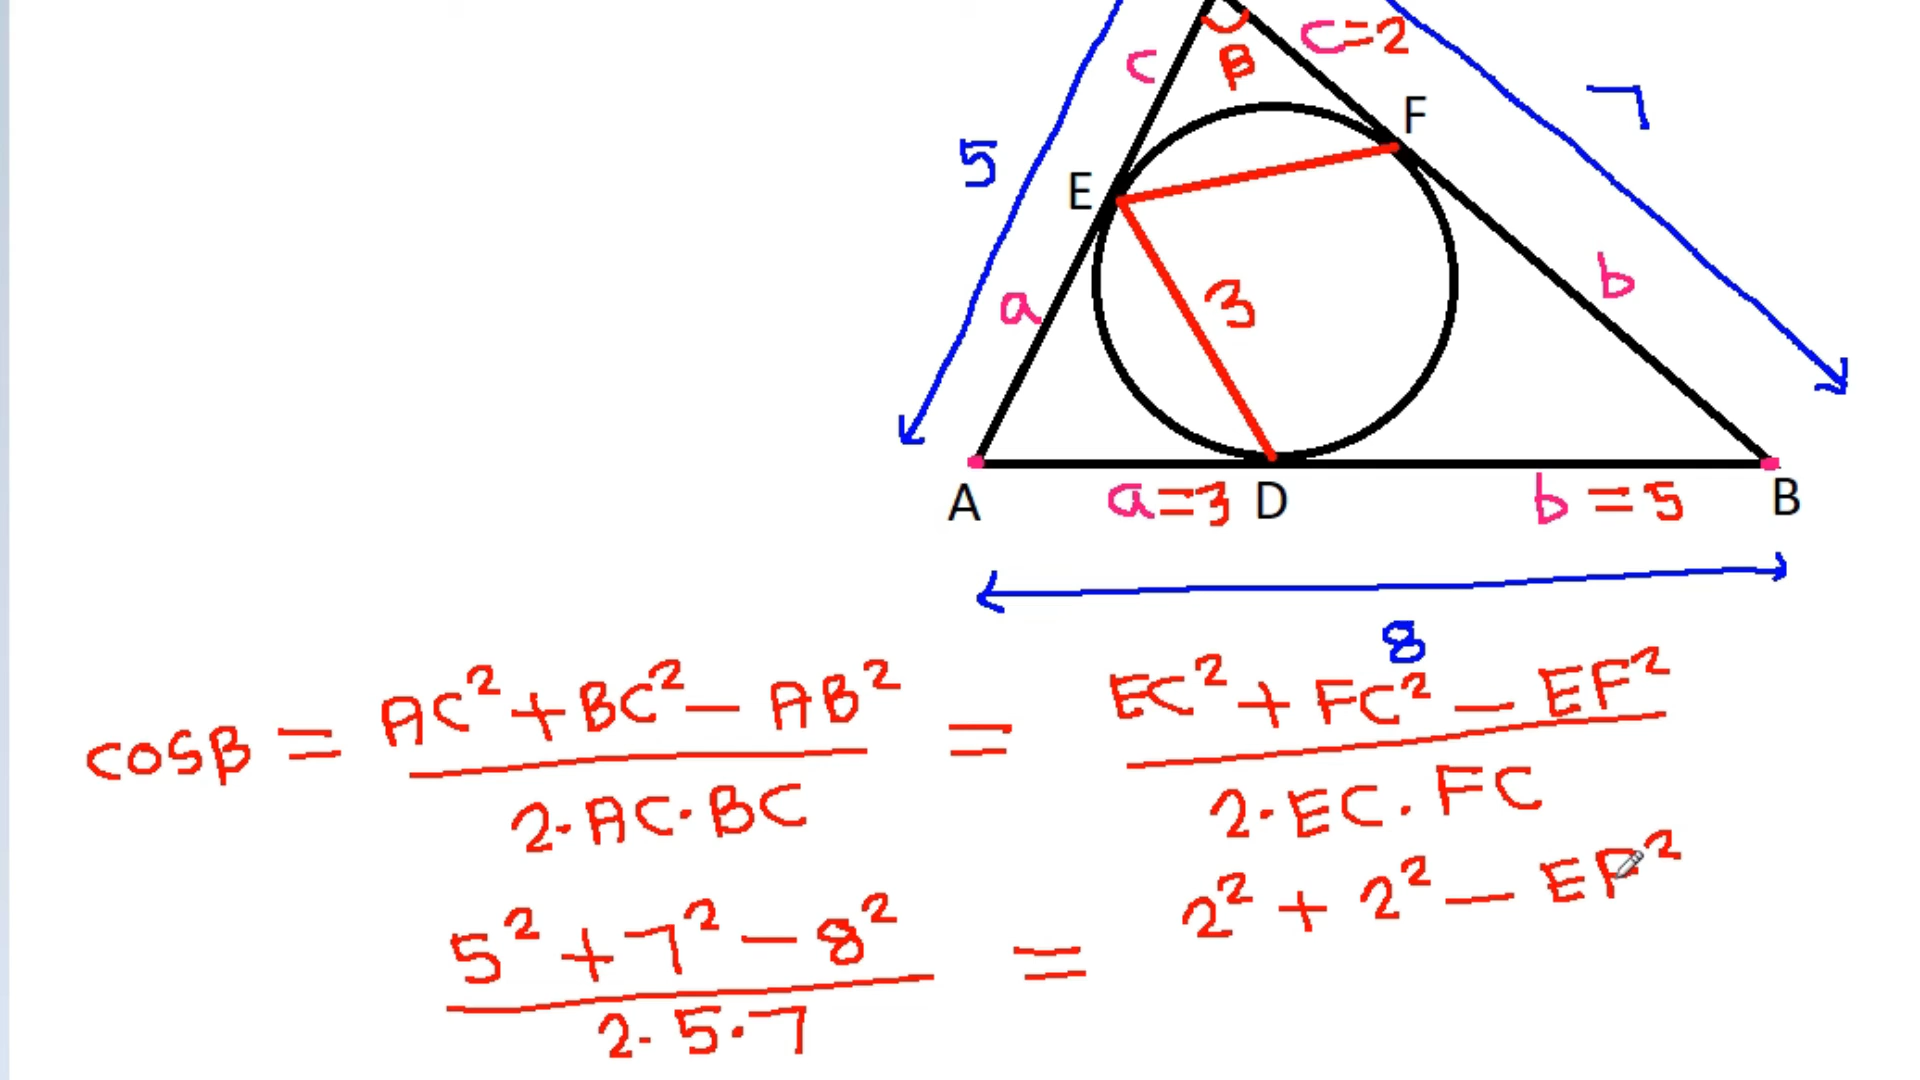 c=2
c β
F
7
5
E
b
a 3
A a=3 D b=5 B
8
cosβ = AC²+BC²−AB² / 2·AC·BC = EC²+FC²−EF² / 2·EC·FC
5²+7²−8² / 2·5·7 = 2²+2²−EF²